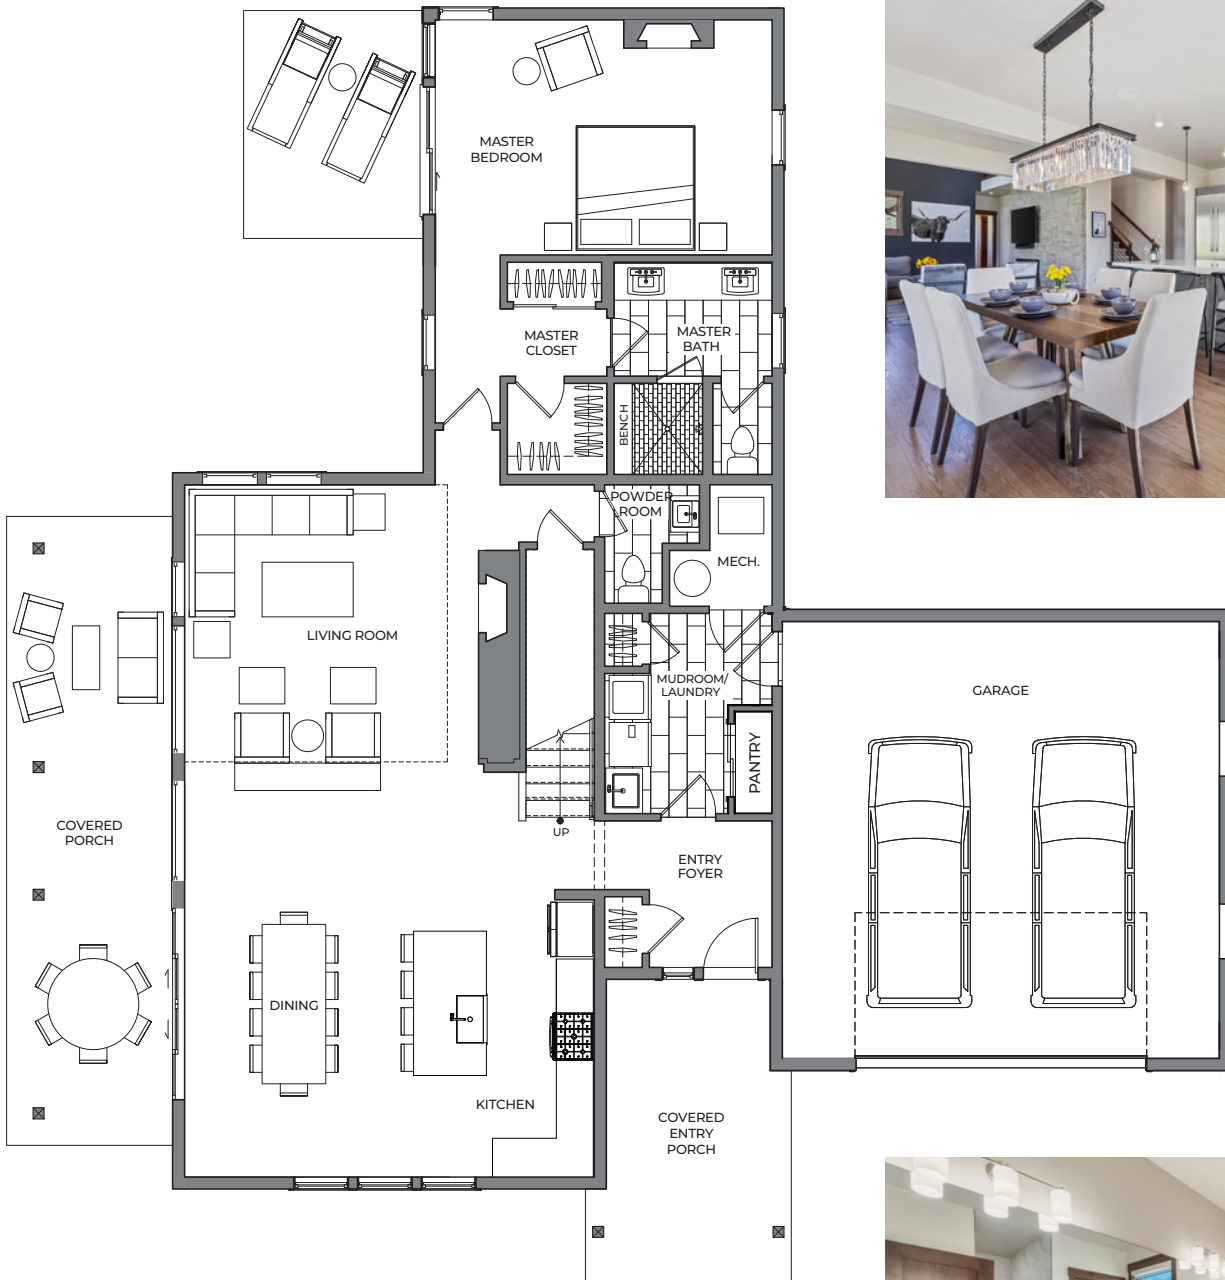 MASTER
BEDROOM
MASTER
CLOSET
MASTER
BATH
BENCH
POWDER
ROOM
MECH.
LIVING ROOM
MUDROOM/
LAUNDRY
GARAGE
PANTRY
COVERED
PORCH
UP
ENTRY
FOYER
DINING
KITCHEN
COVERED
ENTRY
PORCH